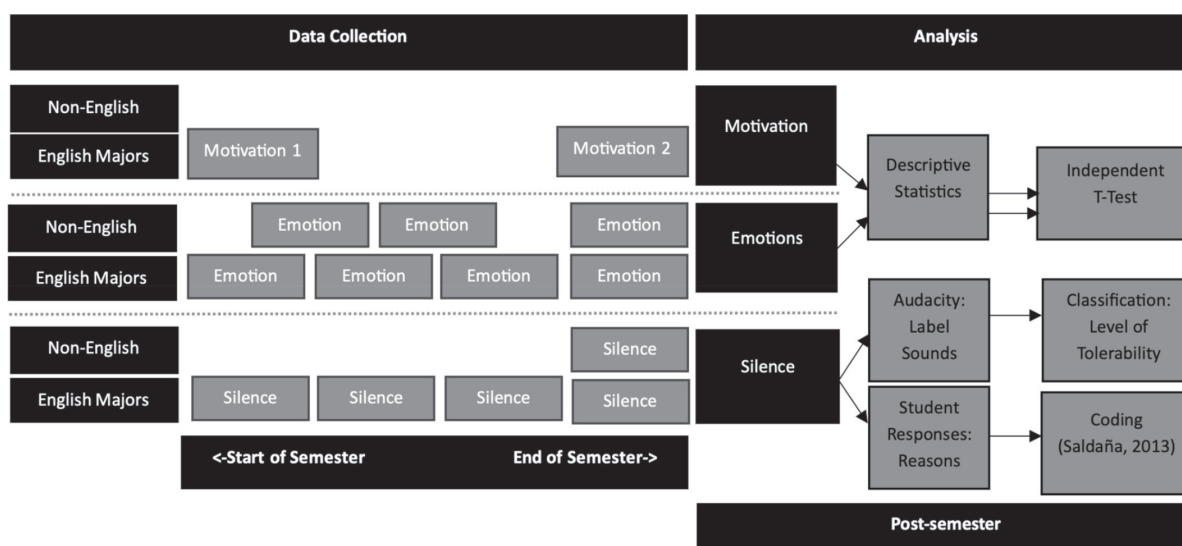 Data Collection
Analysis
Non-English
English Majors
Motivation 1
Motivation 2
Motivation
Descriptive
Statistics
Independent
T-Test
Non-English
Emotion
Emotion
Emotion
English Majors
Emotion
Emotion
Emotion
Emotion
Emotions
Non-English
Silence
English Majors
Silence
Silence
Silence
Silence
Silence
Audacity:
Label
Sounds
Classification:
Level of
Tolerability
Student
Responses:
Reasons
Coding
(Saldaña, 2013)
<-Start of Semester
End of Semester->
Post-semester